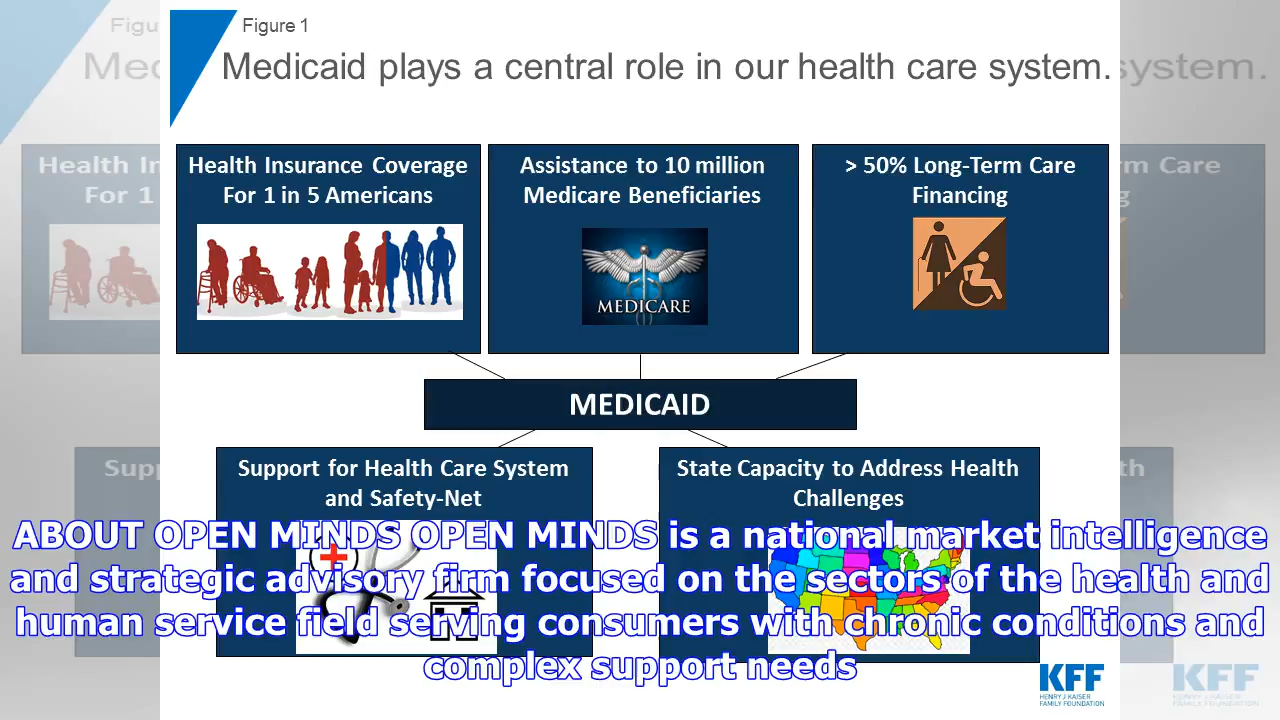 Figure 1
Medicaid plays a central role in our health care system.
Health Insurance Coverage
For 1 in 5 Americans
Assistance to 10 million
Medicare Beneficiaries
MEDICARE
> 50% Long-Term Care
Financing
MEDICAID
Support for Health Care System
and Safety-Net
State Capacity to Address Health
Challenges
ABOUT OPEN MINDS OPEN MINDS is a national market intelligence
and strategic advisory firm focused on the sectors of the health and
human service field serving consumers with chronic conditions and
complex support needs
KFF
HENRY J KAISER
FAMILY FOUNDATION